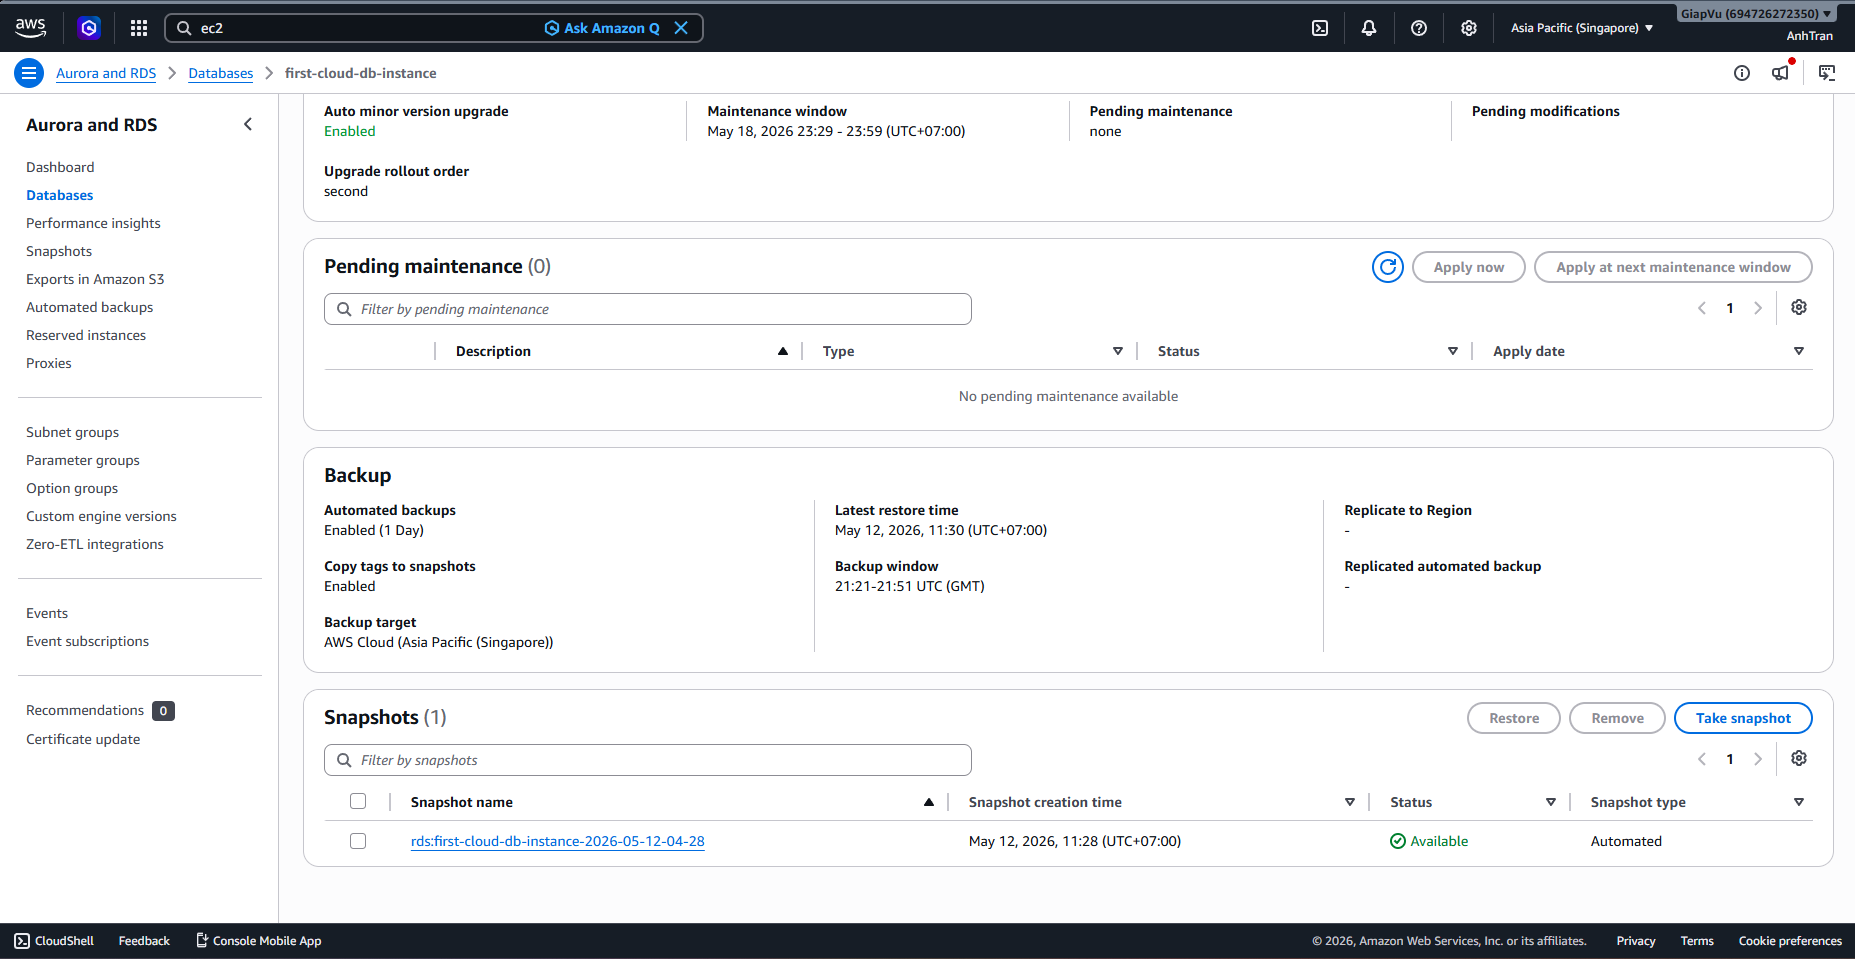 aws
ec2
Ask Amazon Q
Asia Pacific (Singapore)
GiapVu (694726272350)
AnhTran
Aurora and RDS
Databases
first-cloud-db-instance
Aurora and RDS
Dashboard
Databases
Performance insights
Snapshots
Exports in Amazon S3
Automated backups
Reserved instances
Proxies
Subnet groups
Parameter groups
Option groups
Custom engine versions
Zero-ETL integrations
Events
Event subscriptions
Recommendations 0
Certificate update
Auto minor version upgrade
Enabled
Maintenance window
May 18, 2026 23:29 - 23:59 (UTC+07:00)
Pending maintenance
none
Pending modifications
Upgrade rollout order
second
Pending maintenance (0)
Apply now
Apply at next maintenance window
Filter by pending maintenance
1
Description Type Status Apply date
No pending maintenance available
Backup
Automated backups
Enabled (1 Day)
Copy tags to snapshots
Enabled
Backup target
AWS Cloud (Asia Pacific (Singapore))
Latest restore time
May 12, 2026, 11:30 (UTC+07:00)
Backup window
21:21-21:51 UTC (GMT)
Replicate to Region
-
Replicated automated backup
-
Snapshots (1)
Restore
Remove
Take snapshot
Filter by snapshots
1
Snapshot name Snapshot creation time Status Snapshot type
rds:first-cloud-db-instance-2026-05-12-04-28 May 12, 2026, 11:28 (UTC+07:00) Available Automated
CloudShell Feedback Console Mobile App © 2026, Amazon Web Services, Inc. or its affiliates. Privacy Terms Cookie preferences